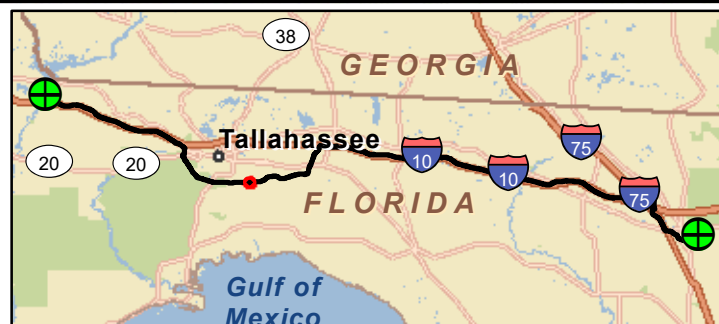 38
GEORGIA
Tallahassee
75
20
20
10
10
FLORIDA
75
Gulf of
Mexico